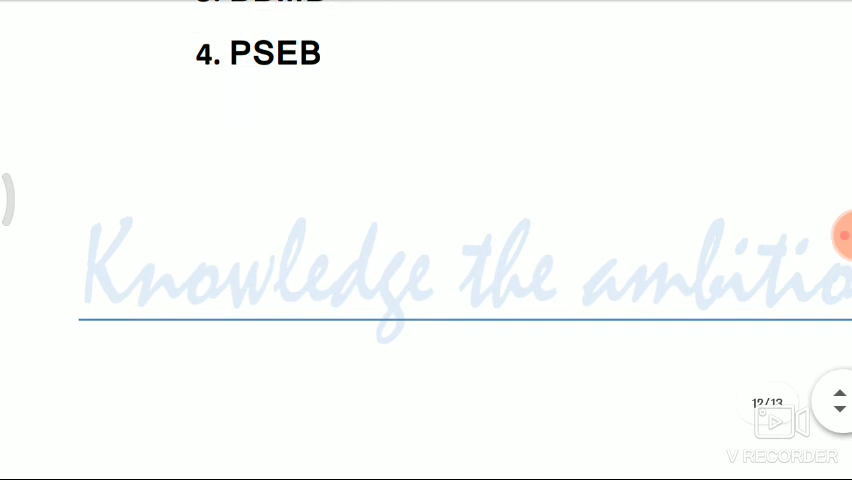 4. PSEB
Knowledge the ambitio
12/13
V RECORDER